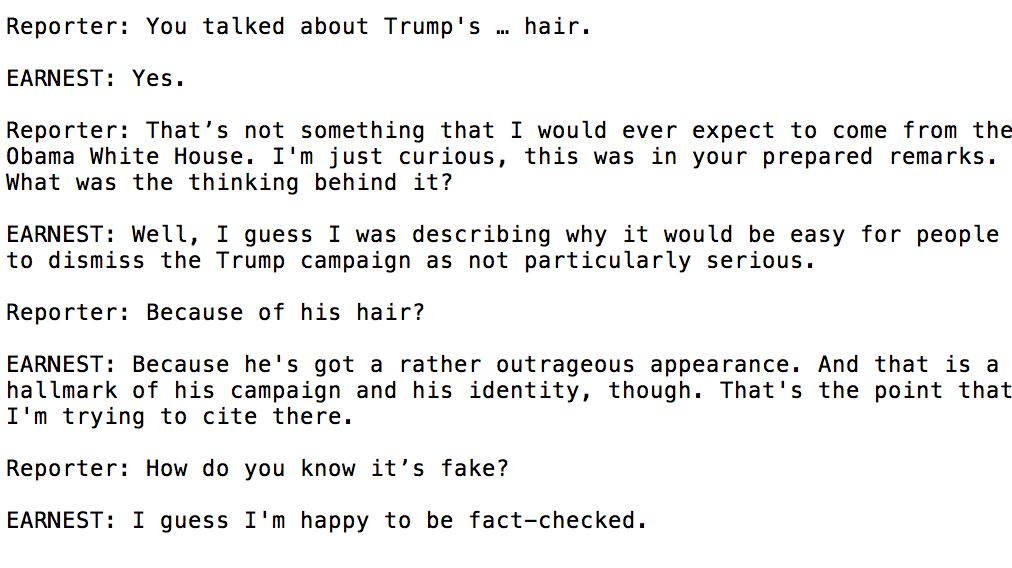 Reporter: You talked about Trump's … hair.
EARNEST: Yes.
Reporter: That’s not something that I would ever expect to come from the
Obama White House. I'm just curious, this was in your prepared remarks.
What was the thinking behind it?
EARNEST: Well, I guess I was describing why it would be easy for people
to dismiss the Trump campaign as not particularly serious.
Reporter: Because of his hair?
EARNEST: Because he's got a rather outrageous appearance. And that is a
hallmark of his campaign and his identity, though. That's the point that
I'm trying to cite there.
Reporter: How do you know it’s fake?
EARNEST: I guess I'm happy to be fact-checked.